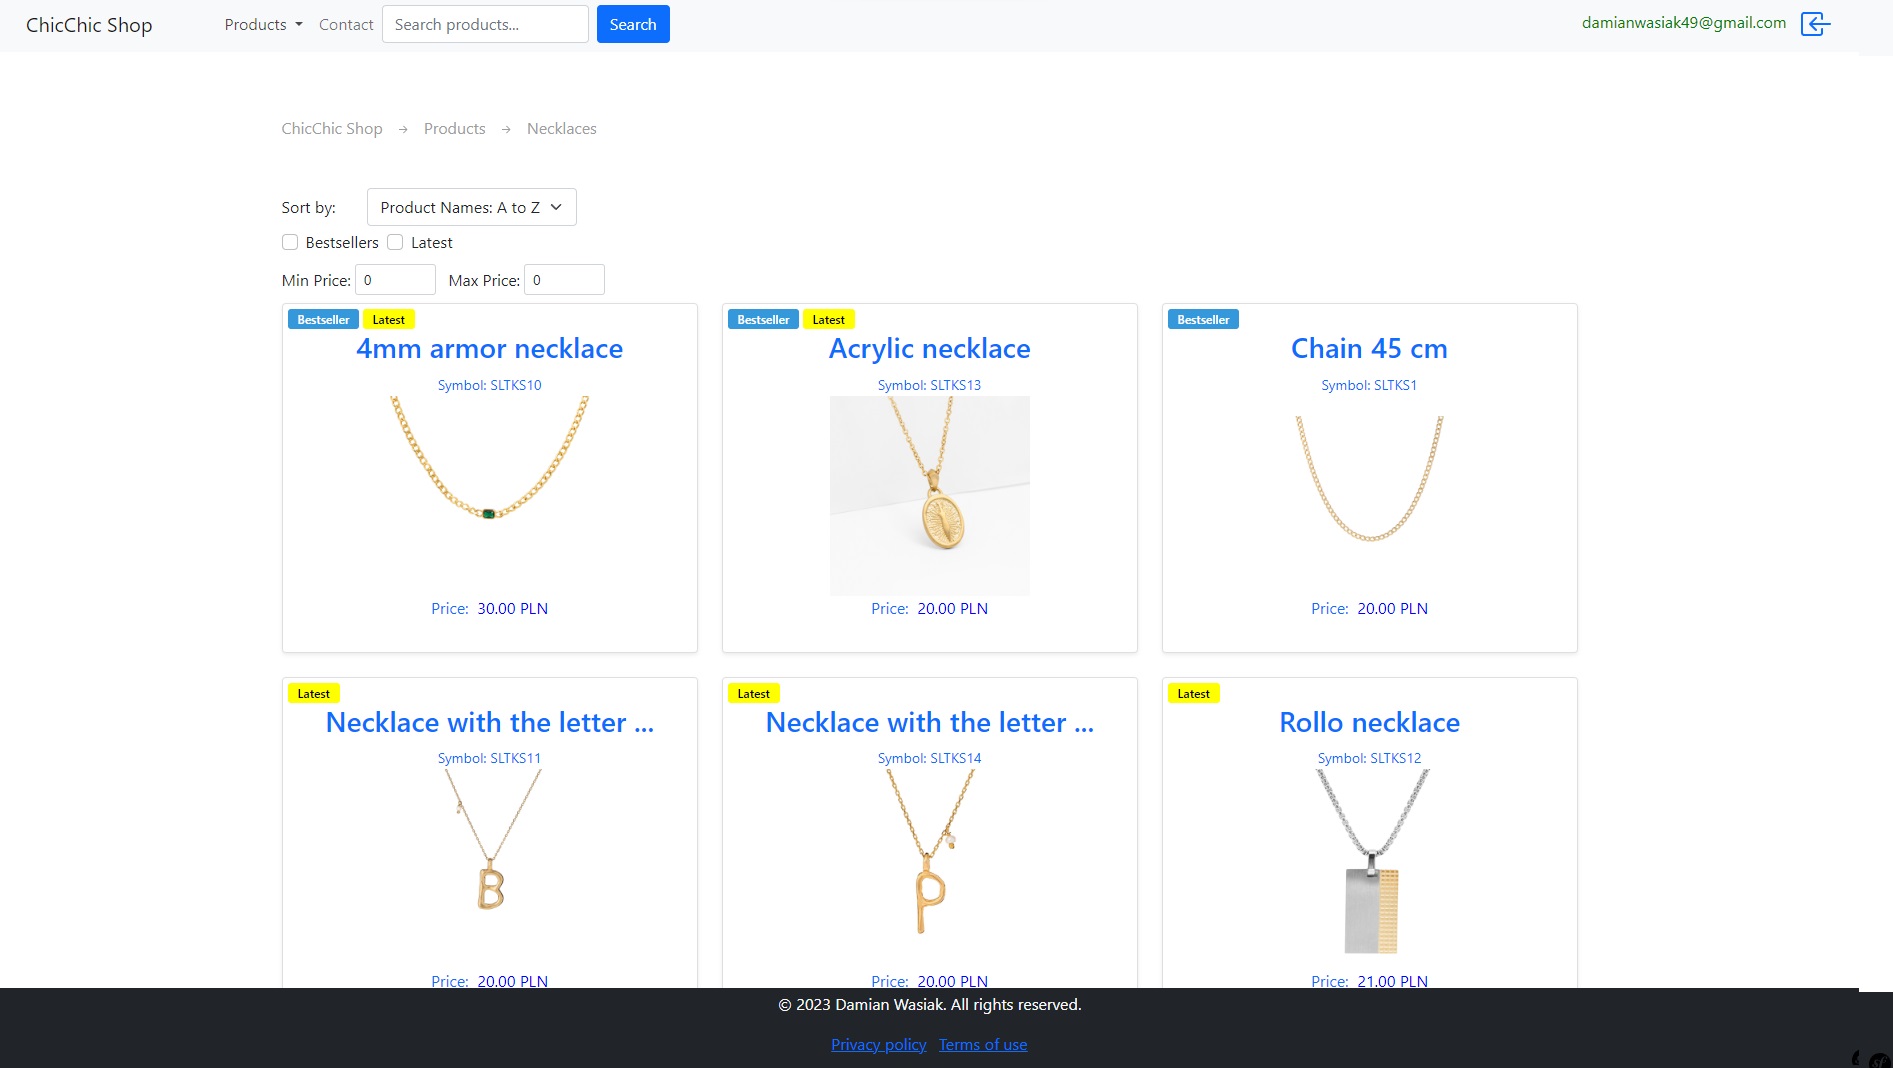 ChicChic Shop Products Contact Search products... Search damianwasiak49@gmail.com
ChicChic Shop → Products → Necklaces
Sort by: Product Names: A to Z
Bestsellers Latest
Min Price: 0 Max Price: 0
Bestseller Latest
4mm armor necklace
Symbol: SLTKS10
Price: 30.00 PLN
Bestseller Latest
Acrylic necklace
Symbol: SLTKS13
Price: 20.00 PLN
Bestseller
Chain 45 cm
Symbol: SLTKS1
Price: 20.00 PLN
Latest
Necklace with the letter ...
Symbol: SLTKS11
B
Price: 20.00 PLN
Latest
Necklace with the letter ...
Symbol: SLTKS14
P
Price: 20.00 PLN
Latest
Rollo necklace
Symbol: SLTKS12
Price: 21.00 PLN
© 2023 Damian Wasiak. All rights reserved.
Privacy policy Terms of use